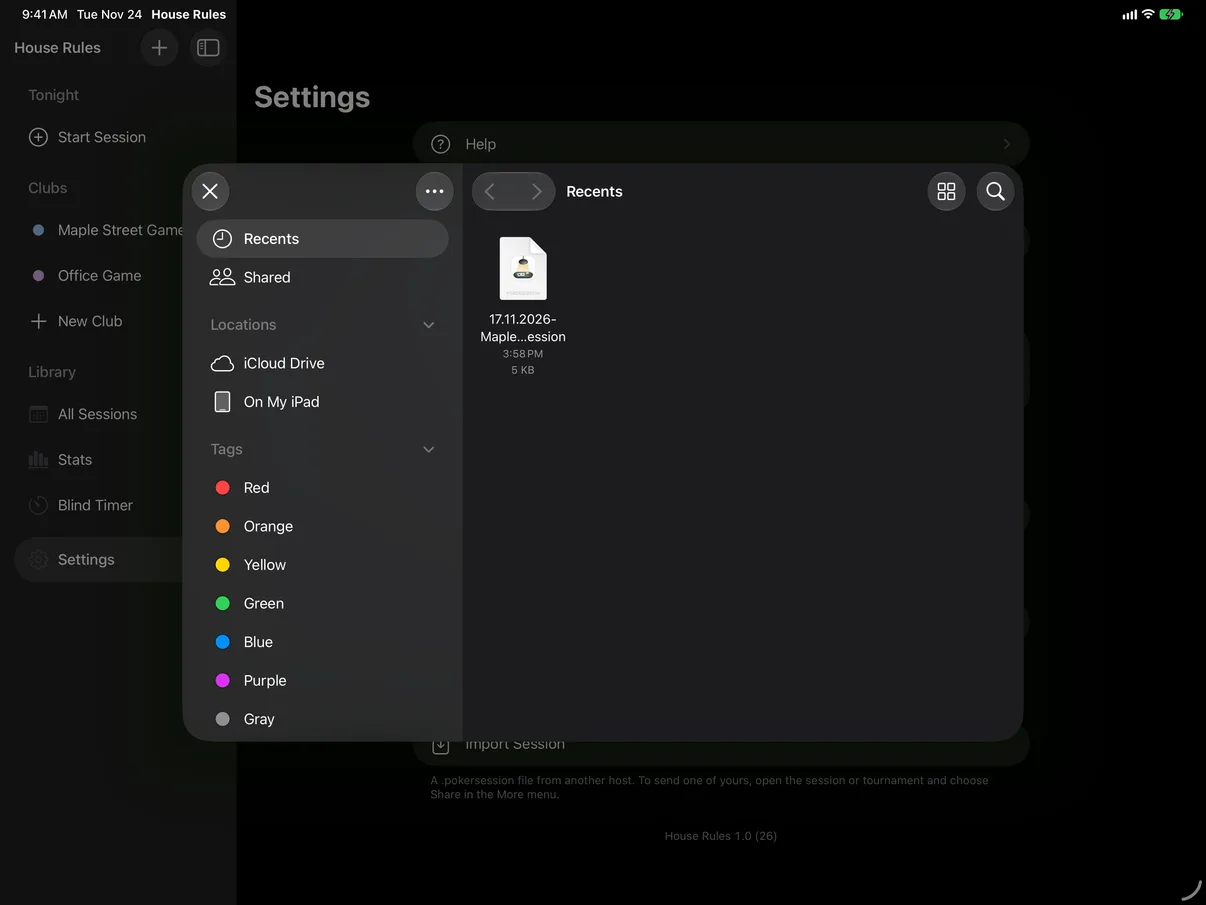 9:41 AM Tue Nov 24 House Rules
House Rules
Tonight
Start Session
Clubs
Maple Street Game
Office Game
New Club
Library
All Sessions
Stats
Blind Timer
Settings
Settings
Help
Recents
Shared
Locations
iCloud Drive
On My iPad
Tags
Red
Orange
Yellow
Green
Blue
Purple
Gray
Recents
17.11.2026-
Maple...ession
3:58 PM
5 KB
Import Session
A .pokersession file from another host. To send one of yours, open the session or tournament and choose
Share in the More menu.
House Rules 1.0 (26)